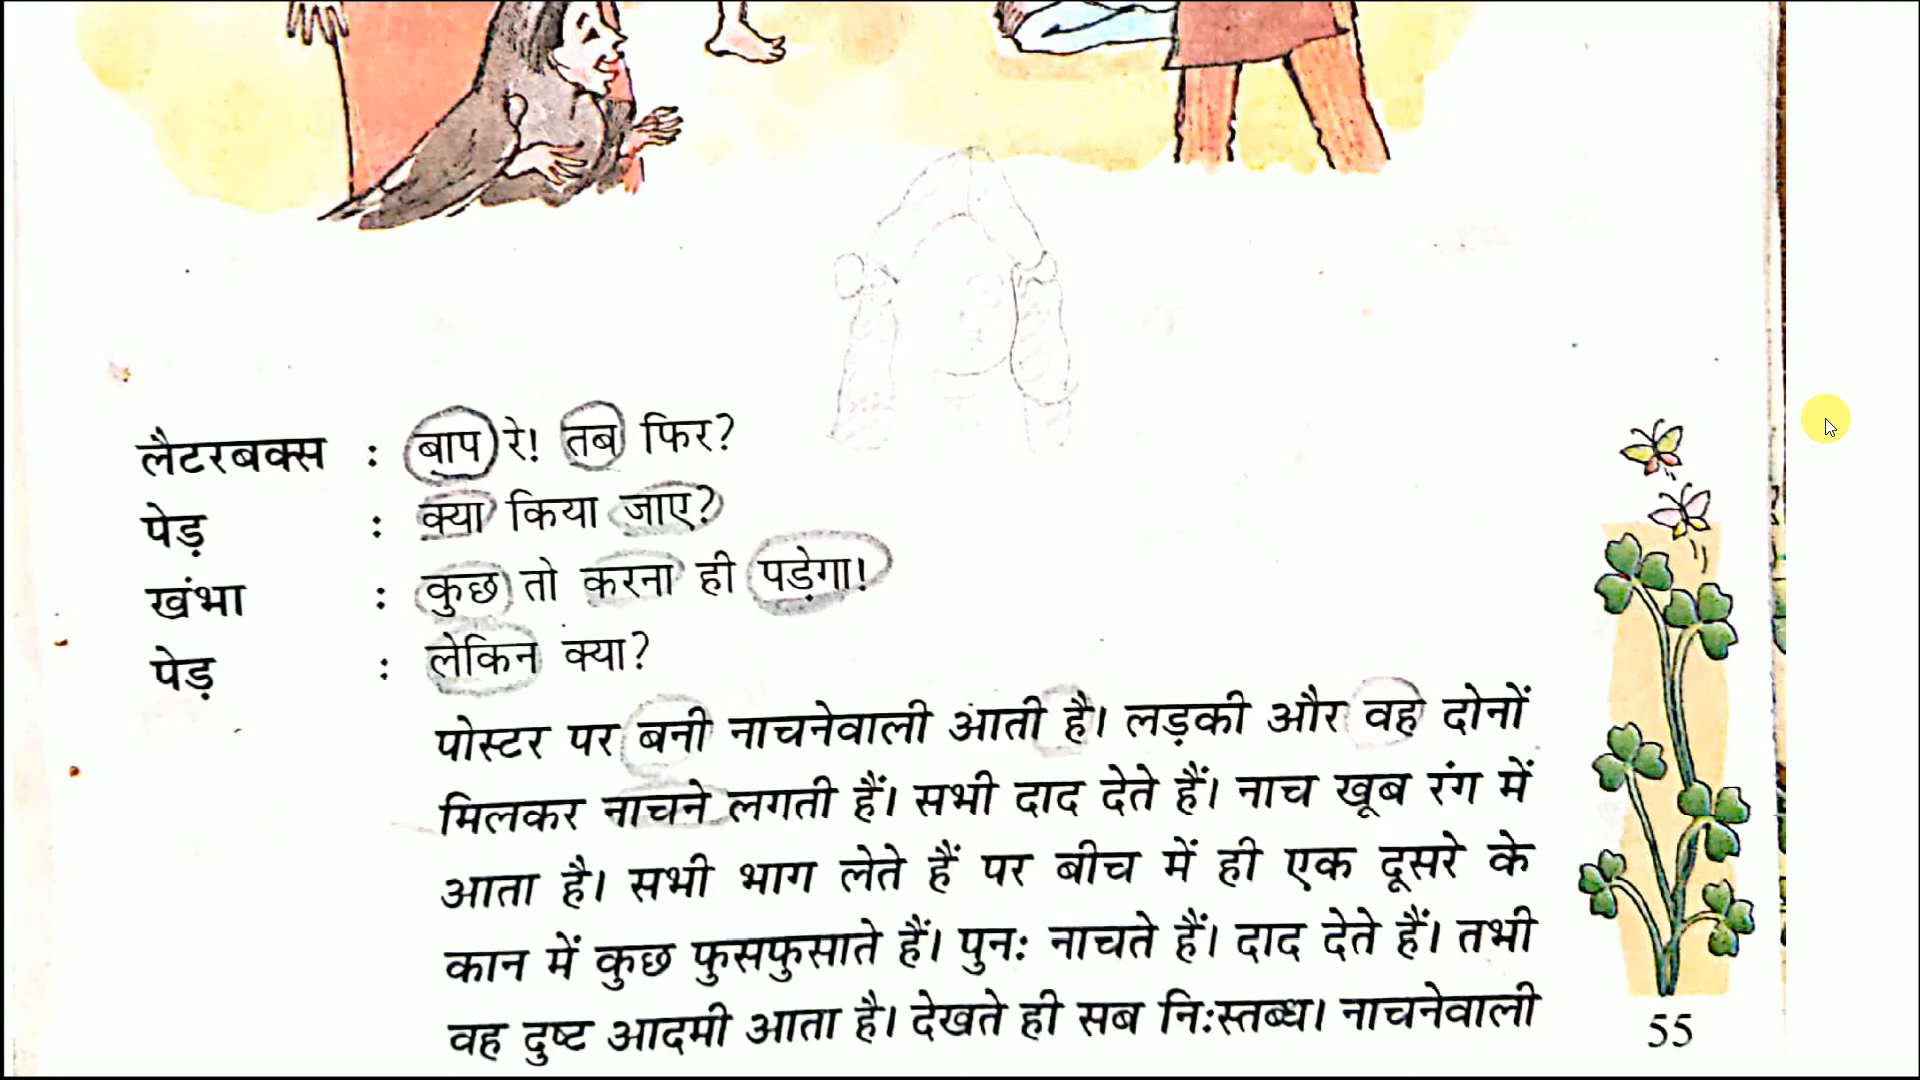 लैटरबक्स : बाप रे! तब फिर?
पेड़ : क्या किया जाए?
खंभा : कुछ तो करना ही पड़ेगा!
पेड़ : लेकिन क्या?
पोस्टर पर बनी नाचनेवाली आती है। लड़की और वह दोनों
मिलकर नाचने लगती हैं। सभी दाद देते हैं। नाच खूब रंग में
आता है। सभी भाग लेते हैं पर बीच में ही एक दूसरे के
कान में कुछ फुसफुसाते हैं। पुन: नाचते हैं। दाद देते हैं। तभी
वह दुष्ट आदमी आता है। देखते ही सब नि:स्तब्ध। नाचनेवाली
55